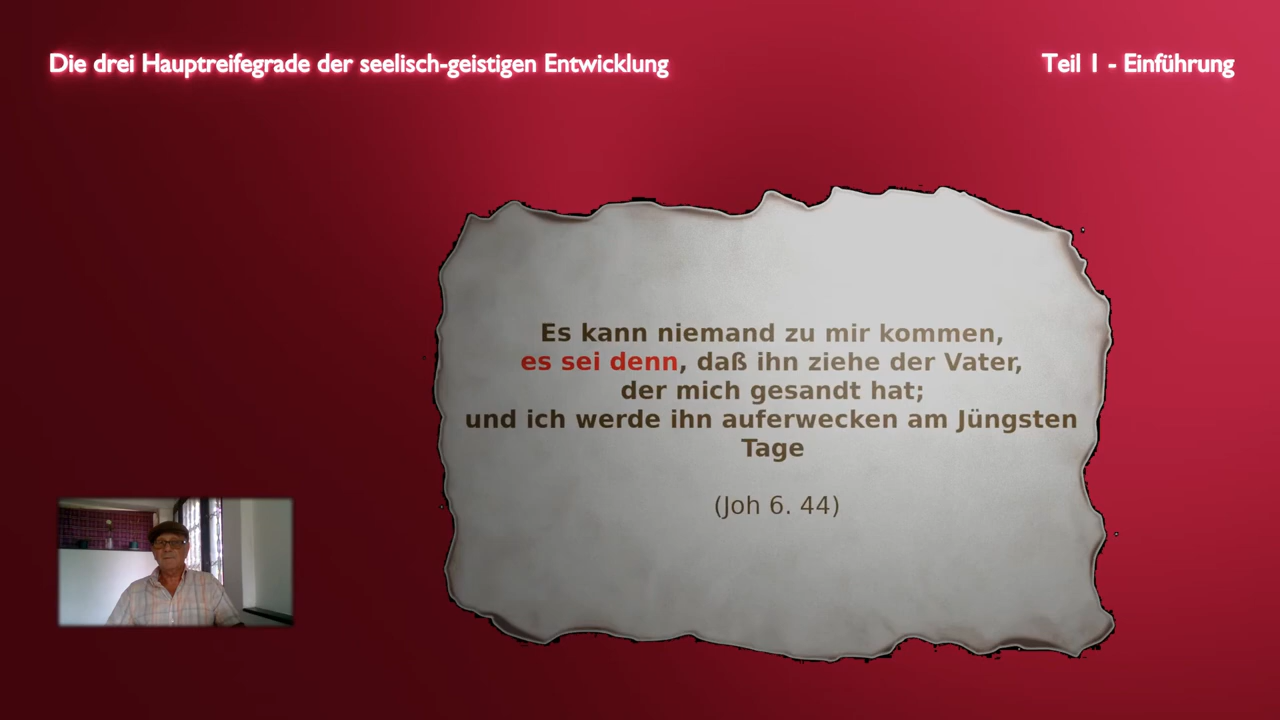 Die drei Hauptreifegrade der seelisch-geistigen Entwicklung
Teil 1 - Einführung
Es kann niemand zu mir kommen,
es sei denn, daß ihn ziehe der Vater,
der mich gesandt hat;
und ich werde ihn auferwecken am Jüngsten
Tage
(Joh 6. 44)